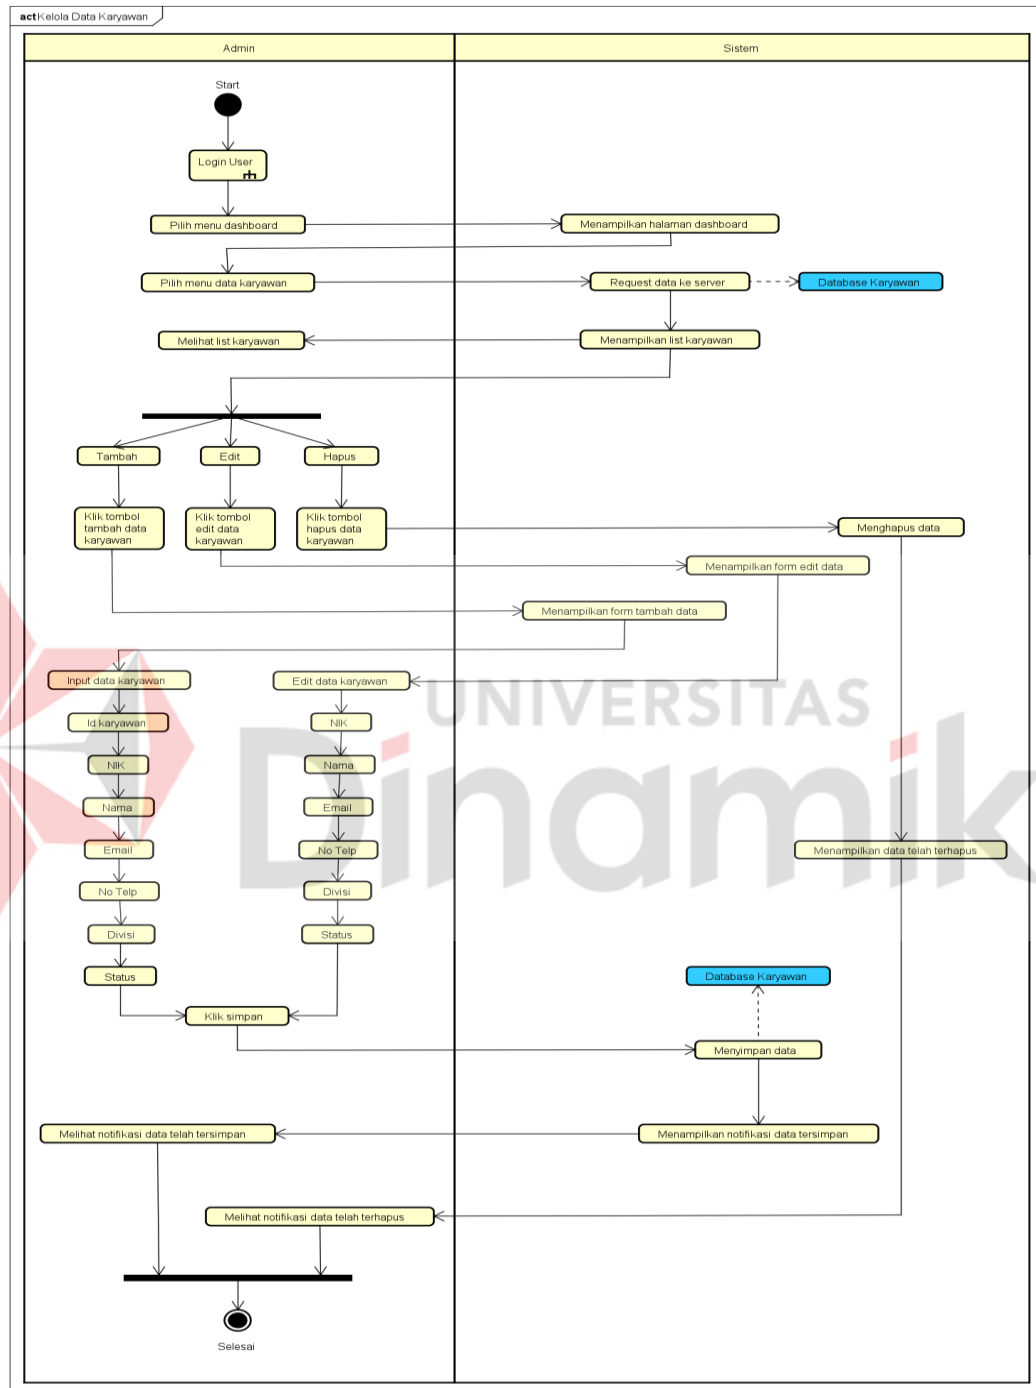 act Kelola Data Karyawan
Admin
Sistem
Start
Login User
Pilih menu dashboard
Menampilkan halaman dashboard
Pilih menu data karyawan
Request data ke server
Database Karyawan
Melihat list karyawan
Menampilkan list karyawan
Tambah
Edit
Hapus
Klik tombol
tambah data
karyawan
Klik tombol
edit data
karyawan
Klik tombol
hapus data
karyawan
Menghapus data
Menampilkan form edit data
Menampilkan form tambah data
Input data karyawan
Edit data karyawan
UNIVERSITAS
Dinamik
Id karyawan
NIK
Nama
Email
No Telp
Divisi
Status
NIK
Nama
Email
No Telp
Divisi
Status
Menampilkan data telah terhapus
Database Karyawan
Klik simpan
Menyimpan data
Melihat notifikasi data telah tersimpan
Menampilkan notifikasi data tersimpan
Melihat notifikasi data telah terhapus
Selesai